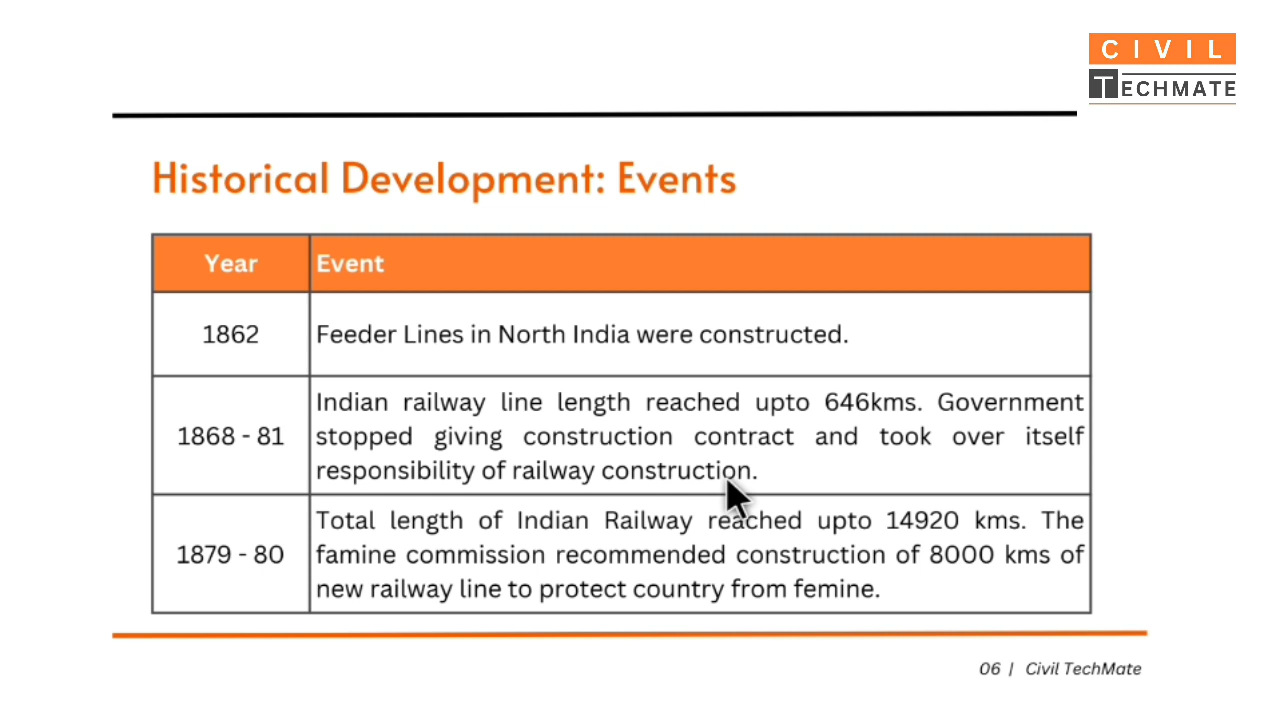 CIVIL
TECHMATE
Historical Development: Events
Year Event
1862 Feeder Lines in North India were constructed.
Indian railway line length reached upto 646kms. Government
1868 - 81 stopped giving construction contract and took over itself
responsibility of railway construction.
Total length of Indian Railway reached upto 14920 kms. The
1879 - 80 famine commission recommended construction of 8000 kms of
new railway line to protect country from femine.
06 | Civil TechMate